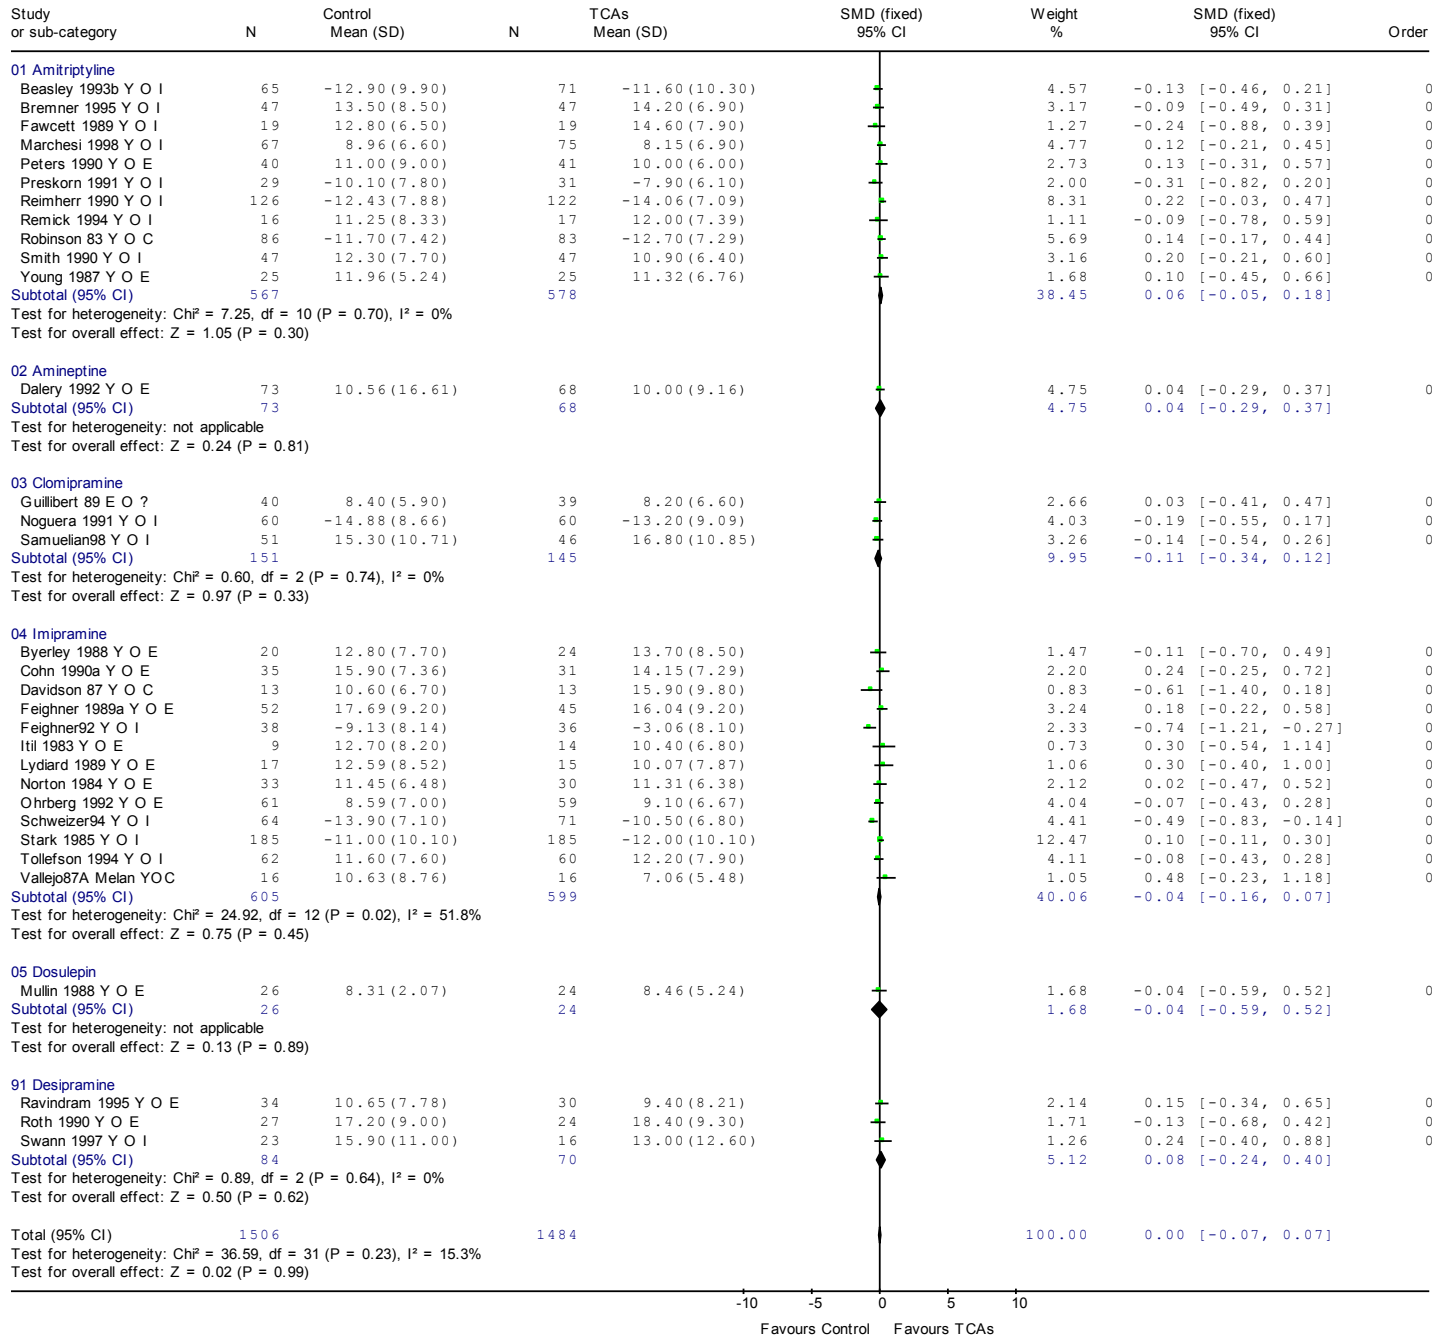 Study Control TCAs SMD (fixed) Weight SMD (fixed)
or sub-category N Mean (SD) N Mean (SD) 95% CI % 95% CI Order
01 Amitriptyline
Beasley 1993b Y O I 65 -12.90(9.90) 71 -11.60(10.30) 4.57 -0.13 [-0.46, 0.21] 0
Bremner 1995 Y O I 47 13.50(8.50) 47 14.20(6.90) 3.17 -0.09 [-0.49, 0.31] 0
Fawcett 1989 Y O I 19 12.80(6.50) 19 14.60(7.90) 1.27 -0.24 [-0.88, 0.39] 0
Marchesi 1998 Y O I 67 8.96(6.60) 75 8.15(6.90) 4.77 0.12 [-0.21, 0.45] 0
Peters 1990 Y O E 40 11.00(9.00) 41 10.00(6.00) 2.73 0.13 [-0.31, 0.57] 0
Preskorn 1991 Y O I 29 -10.10(7.80) 31 -7.90(6.10) 2.00 -0.31 [-0.82, 0.20] 0
Reimherr 1990 Y O I 126 -12.43(7.88) 122 -14.06(7.09) 8.31 0.22 [-0.03, 0.47] 0
Remick 1994 Y O I 16 11.25(8.33) 17 12.00(7.39) 1.11 -0.09 [-0.78, 0.59] 0
Robinson 83 Y O C 86 -11.70(7.42) 83 -12.70(7.29) 5.69 0.14 [-0.17, 0.44] 0
Smith 1990 Y O I 47 12.30(7.70) 47 10.90(6.40) 3.16 0.20 [-0.21, 0.60] 0
Young 1987 Y O E 25 11.96(5.24) 25 11.32(6.76) 1.68 0.10 [-0.45, 0.66] 0
Subtotal (95% CI) 567 578 38.45 0.06 [-0.05, 0.18]
Test for heterogeneity: Chi² = 7.25, df = 10 (P = 0.70), I² = 0%
Test for overall effect: Z = 1.05 (P = 0.30)
02 Amineptine
Dalery 1992 Y O E 73 10.56(16.61) 68 10.00(9.16) 4.75 0.04 [-0.29, 0.37] 0
Subtotal (95% CI) 73 68 4.75 0.04 [-0.29, 0.37]
Test for heterogeneity: not applicable
Test for overall effect: Z = 0.24 (P = 0.81)
03 Clomipramine
Guillibert 89 E O ? 40 8.40(5.90) 39 8.20(6.60) 2.66 0.03 [-0.41, 0.47] 0
Noguera 1991 Y O I 60 -14.88(8.66) 60 -13.20(9.09) 4.03 -0.19 [-0.55, 0.17] 0
Samuelian98 Y O I 51 15.30(10.71) 46 16.80(10.85) 3.26 -0.14 [-0.54, 0.26] 0
Subtotal (95% CI) 151 145 9.95 -0.11 [-0.34, 0.12]
Test for heterogeneity: Chi² = 0.60, df = 2 (P = 0.74), I² = 0%
Test for overall effect: Z = 0.97 (P = 0.33)
04 Imipramine
Byerley 1988 Y O E 20 12.80(7.70) 24 13.70(8.50) 1.47 -0.11 [-0.70, 0.49] 0
Cohn 1990a Y O E 35 15.90(7.36) 31 14.15(7.29) 2.20 0.24 [-0.25, 0.72] 0
Davidson 87 Y O C 13 10.60(6.70) 13 15.90(9.80) 0.83 -0.61 [-1.40, 0.18] 0
Feighner 1989a Y O E 52 17.69(9.20) 45 16.04(9.20) 3.24 0.18 [-0.22, 0.58] 0
Feighner92 Y O I 38 -9.13(8.14) 36 -3.06(8.10) 2.33 -0.74 [-1.21, -0.27] 0
Itil 1983 Y O E 9 12.70(8.20) 14 10.40(6.80) 0.73 0.30 [-0.54, 1.14] 0
Lydiard 1989 Y O E 17 12.59(8.52) 15 10.07(7.87) 1.06 0.30 [-0.40, 1.00] 0
Norton 1984 Y O E 33 11.45(6.48) 30 11.31(6.38) 2.12 0.02 [-0.47, 0.52] 0
Ohrberg 1992 Y O E 61 8.59(7.00) 59 9.10(6.67) 4.04 -0.07 [-0.43, 0.28] 0
Schweizer94 Y O I 64 -13.90(7.10) 71 -10.50(6.80) 4.41 -0.49 [-0.83, -0.14] 0
Stark 1985 Y O I 185 -11.00(10.10) 185 -12.00(10.10) 12.47 0.10 [-0.11, 0.30] 0
Tollefson 1994 Y O I 62 11.60(7.60) 60 12.20(7.90) 4.11 -0.08 [-0.43, 0.28] 0
Vallejo87A Melan YOC 16 10.63(8.76) 16 7.06(5.48) 1.05 0.48 [-0.23, 1.18] 0
Subtotal (95% CI) 605 599 40.06 -0.04 [-0.16, 0.07]
Test for heterogeneity: Chi² = 24.92, df = 12 (P = 0.02), I² = 51.8%
Test for overall effect: Z = 0.75 (P = 0.45)
05 Dosulepin
Mullin 1988 Y O E 26 8.31(2.07) 24 8.46(5.24) 1.68 -0.04 [-0.59, 0.52] 0
Subtotal (95% CI) 26 24 1.68 -0.04 [-0.59, 0.52]
Test for heterogeneity: not applicable
Test for overall effect: Z = 0.13 (P = 0.89)
91 Desipramine
Ravindram 1995 Y O E 34 10.65(7.78) 30 9.40(8.21) 2.14 0.15 [-0.34, 0.65] 0
Roth 1990 Y O E 27 17.20(9.00) 24 18.40(9.30) 1.71 -0.13 [-0.68, 0.42] 0
Swann 1997 Y O I 23 15.90(11.00) 16 13.00(12.60) 1.26 0.24 [-0.40, 0.88] 0
Subtotal (95% CI) 84 70 5.12 0.08 [-0.24, 0.40]
Test for heterogeneity: Chi² = 0.89, df = 2 (P = 0.64), I² = 0%
Test for overall effect: Z = 0.50 (P = 0.62)
Total (95% CI) 1506 1484 100.00 0.00 [-0.07, 0.07]
Test for heterogeneity: Chi² = 36.59, df = 31 (P = 0.23), I² = 15.3%
Test for overall effect: Z = 0.02 (P = 0.99)
-10 -5 0 5 10
Favours Control Favours TCAs